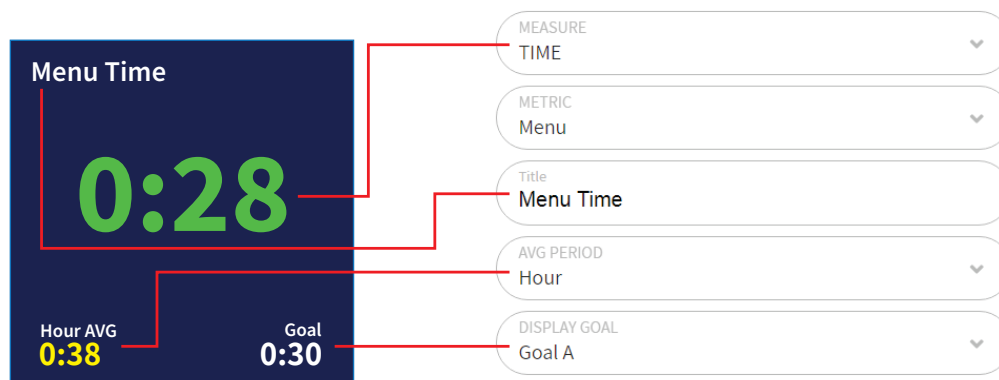 Menu Time
0:28
Hour AVG
0:38
Goal
0:30
MEASURE
TIME
METRIC
Menu
Title
Menu Time
AVG PERIOD
Hour
DISPLAY GOAL
Goal A